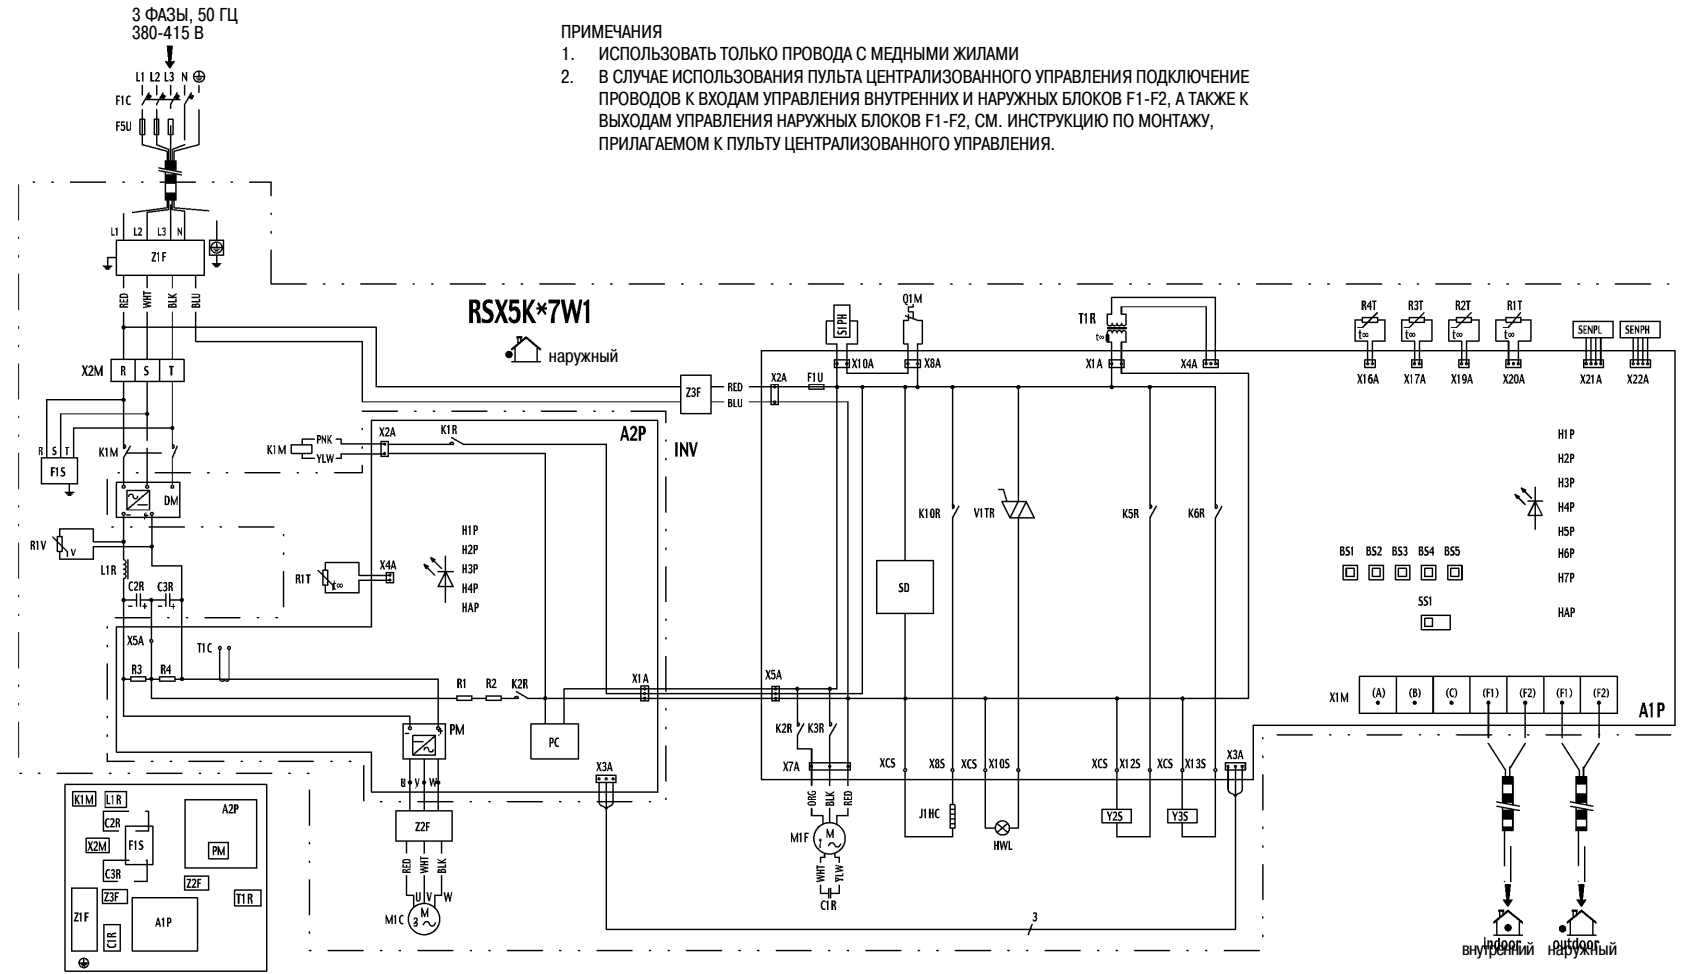 3 ФАЗЫ, 50 ГЦ
380-415 В
ПРИМЕЧАНИЯ
1. ИСПОЛЬЗОВАТЬ ТОЛЬКО ПРОВОДА С МЕДНЫМИ ЖИЛАМИ
2. В СЛУЧАЕ ИСПОЛЬЗОВАНИЯ ПУЛЬТА ЦЕНТРАЛИЗОВАННОГО УПРАВЛЕНИЯ ПОДКЛЮЧЕНИЕ
ПРОВОДОВ К ВХОДАМ УПРАВЛЕНИЯ ВНУТРЕННИХ И НАРУЖНЫХ БЛОКОВ F1-F2, А ТАКЖЕ К
ВЫХОДАМ УПРАВЛЕНИЯ НАРУЖНЫХ БЛОКОВ F1-F2, СМ. ИНСТРУКЦИЮ ПО МОНТАЖУ,
ПРИЛАГАЕМОМ К ПУЛЬТУ ЦЕНТРАЛИЗОВАННОГО УПРАВЛЕНИЯ.
L1 L2 L3 N
F1C
F5U
L1 L2 L3 N
Z1F
RED WHT BLK BLU
RSX5K*7W1
наружный
X2M R S T
R S T
F1S
K1M
DM
R1V
V
L1R
C2R C3R
X5A
R3 R4
T1C
K1M PNK YLW
X2A K1R
A2P
INV
R1T t∞ X4A
H1P
H2P
H3P
H4P
HAP
R1 R2 K2R
X1A
PC
PM
U V W
Z2F
RED WHT BLK
U V W
M1C M 3
X3A
Z3F RED BLU
X2A F1U
S1PH X10A
Q1M X8A
T1R t∞ X1A X4A
R4T R3T R2T R1T
t∞ t∞ t∞ t∞
SENPL SENPH
X16A X17A X19A X20A X21A X22A
K10R V1TR K5R K6R
SD
H1P
H2P
H3P
H4P
H5P
H6P
H7P
HAP
BS1 BS2 BS3 BS4 BS5
SS1
X1M (A) (B) (C) (F1) (F2) (F1) (F2)
A1P
X5A
K2R K3R
X7A
XCS X8S XCS X10S XCS X12S XCS X13S X3A
ORG BLK RED
M1F M 1
WHT YLW
C1R
J1HC
HWL
Y2S Y3S
3
indoor outdoor
внутренний наружный
K1M L1R
C2R
A2P
X2M F1S PM
C3R
Z2F
Z3F T1R
Z1F A1P
C1R